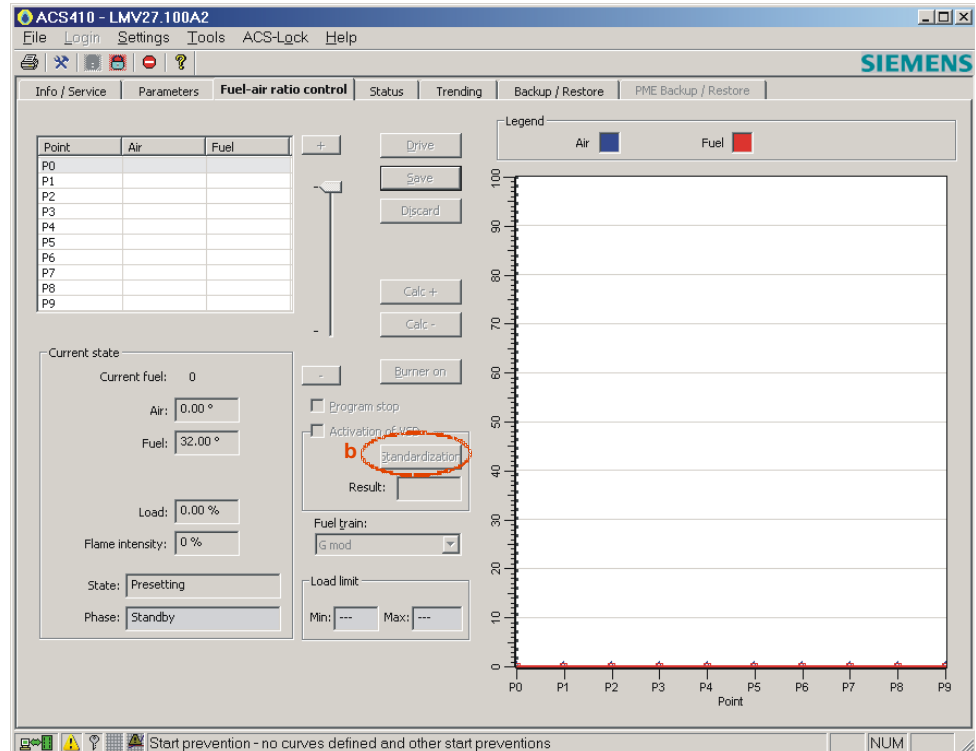 ACS410 - LMV27.100A2
File Login Settings Tools ACS-Lock Help
SIEMENS
Info / Service Parameters Fuel-air ratio control Status Trending Backup / Restore PME Backup / Restore
Point Air Fuel
P0
P1
P2
P3
P4
P5
P6
P7
P8
P9
+
-
-
-
Drive
Save
Discard
Calc +
Calc -
Burner on
Program stop
Activation of VSD
b Standardization
Result:
Fuel train:
G mod
Load limit
Min: --- Max: ---
Current state
Current fuel: 0
Air: 0.00 °
Fuel: 32.00 °
Load: 0.00 %
Flame intensity: 0 %
State: Presetting
Phase: Standby
Legend
Air Fuel
100
90
80
70
60
50
40
30
20
10
0
P0 P1 P2 P3 P4 P5 P6 P7 P8 P9
Point
Start prevention - no curves defined and other start preventions
NUM